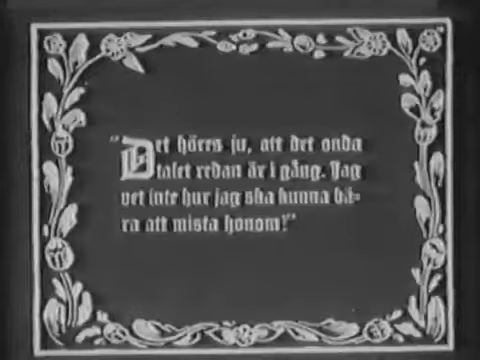 "Det höres ju, att det onda
talet redan är i gång. Jag
vet inte hur jag ska kunna bä-
ra att mista honom!"